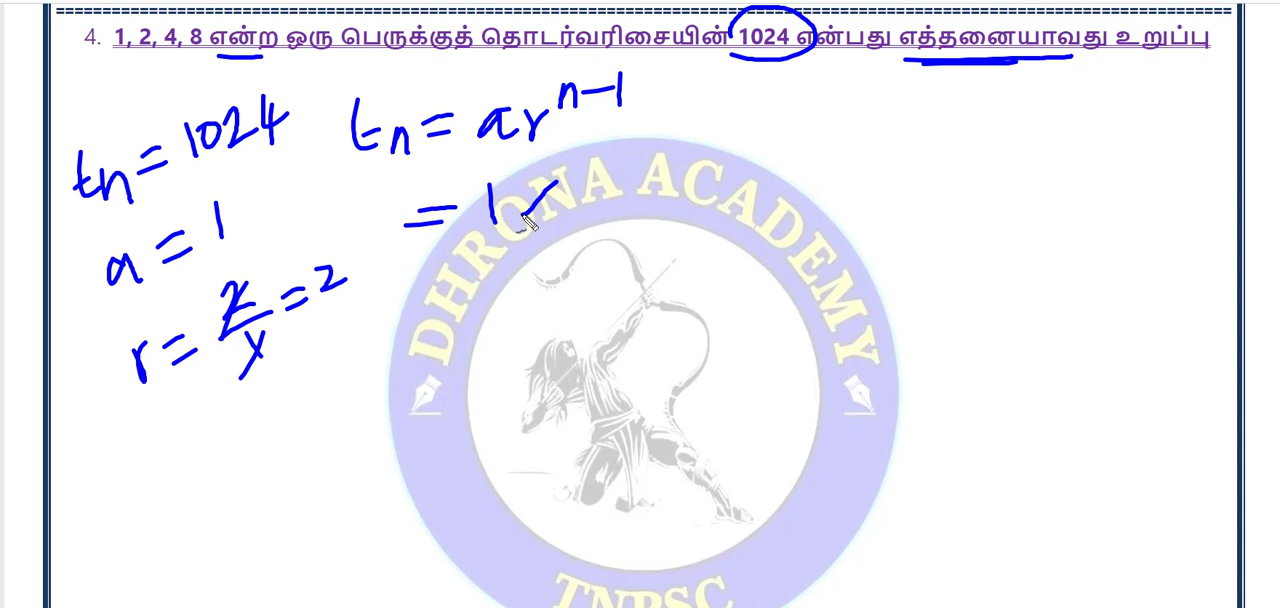 4. 1, 2, 4, 8 என்ற ஒரு பெருக்குத் தொடர்வரிசையின் 1024 என்பது எத்தனையாவது உறுப்பு
tn = 1024
a = 1
r = 2/1 = 2
tn = ar^n-1
= 1×
DHRONA ACADEMY
TNPSC